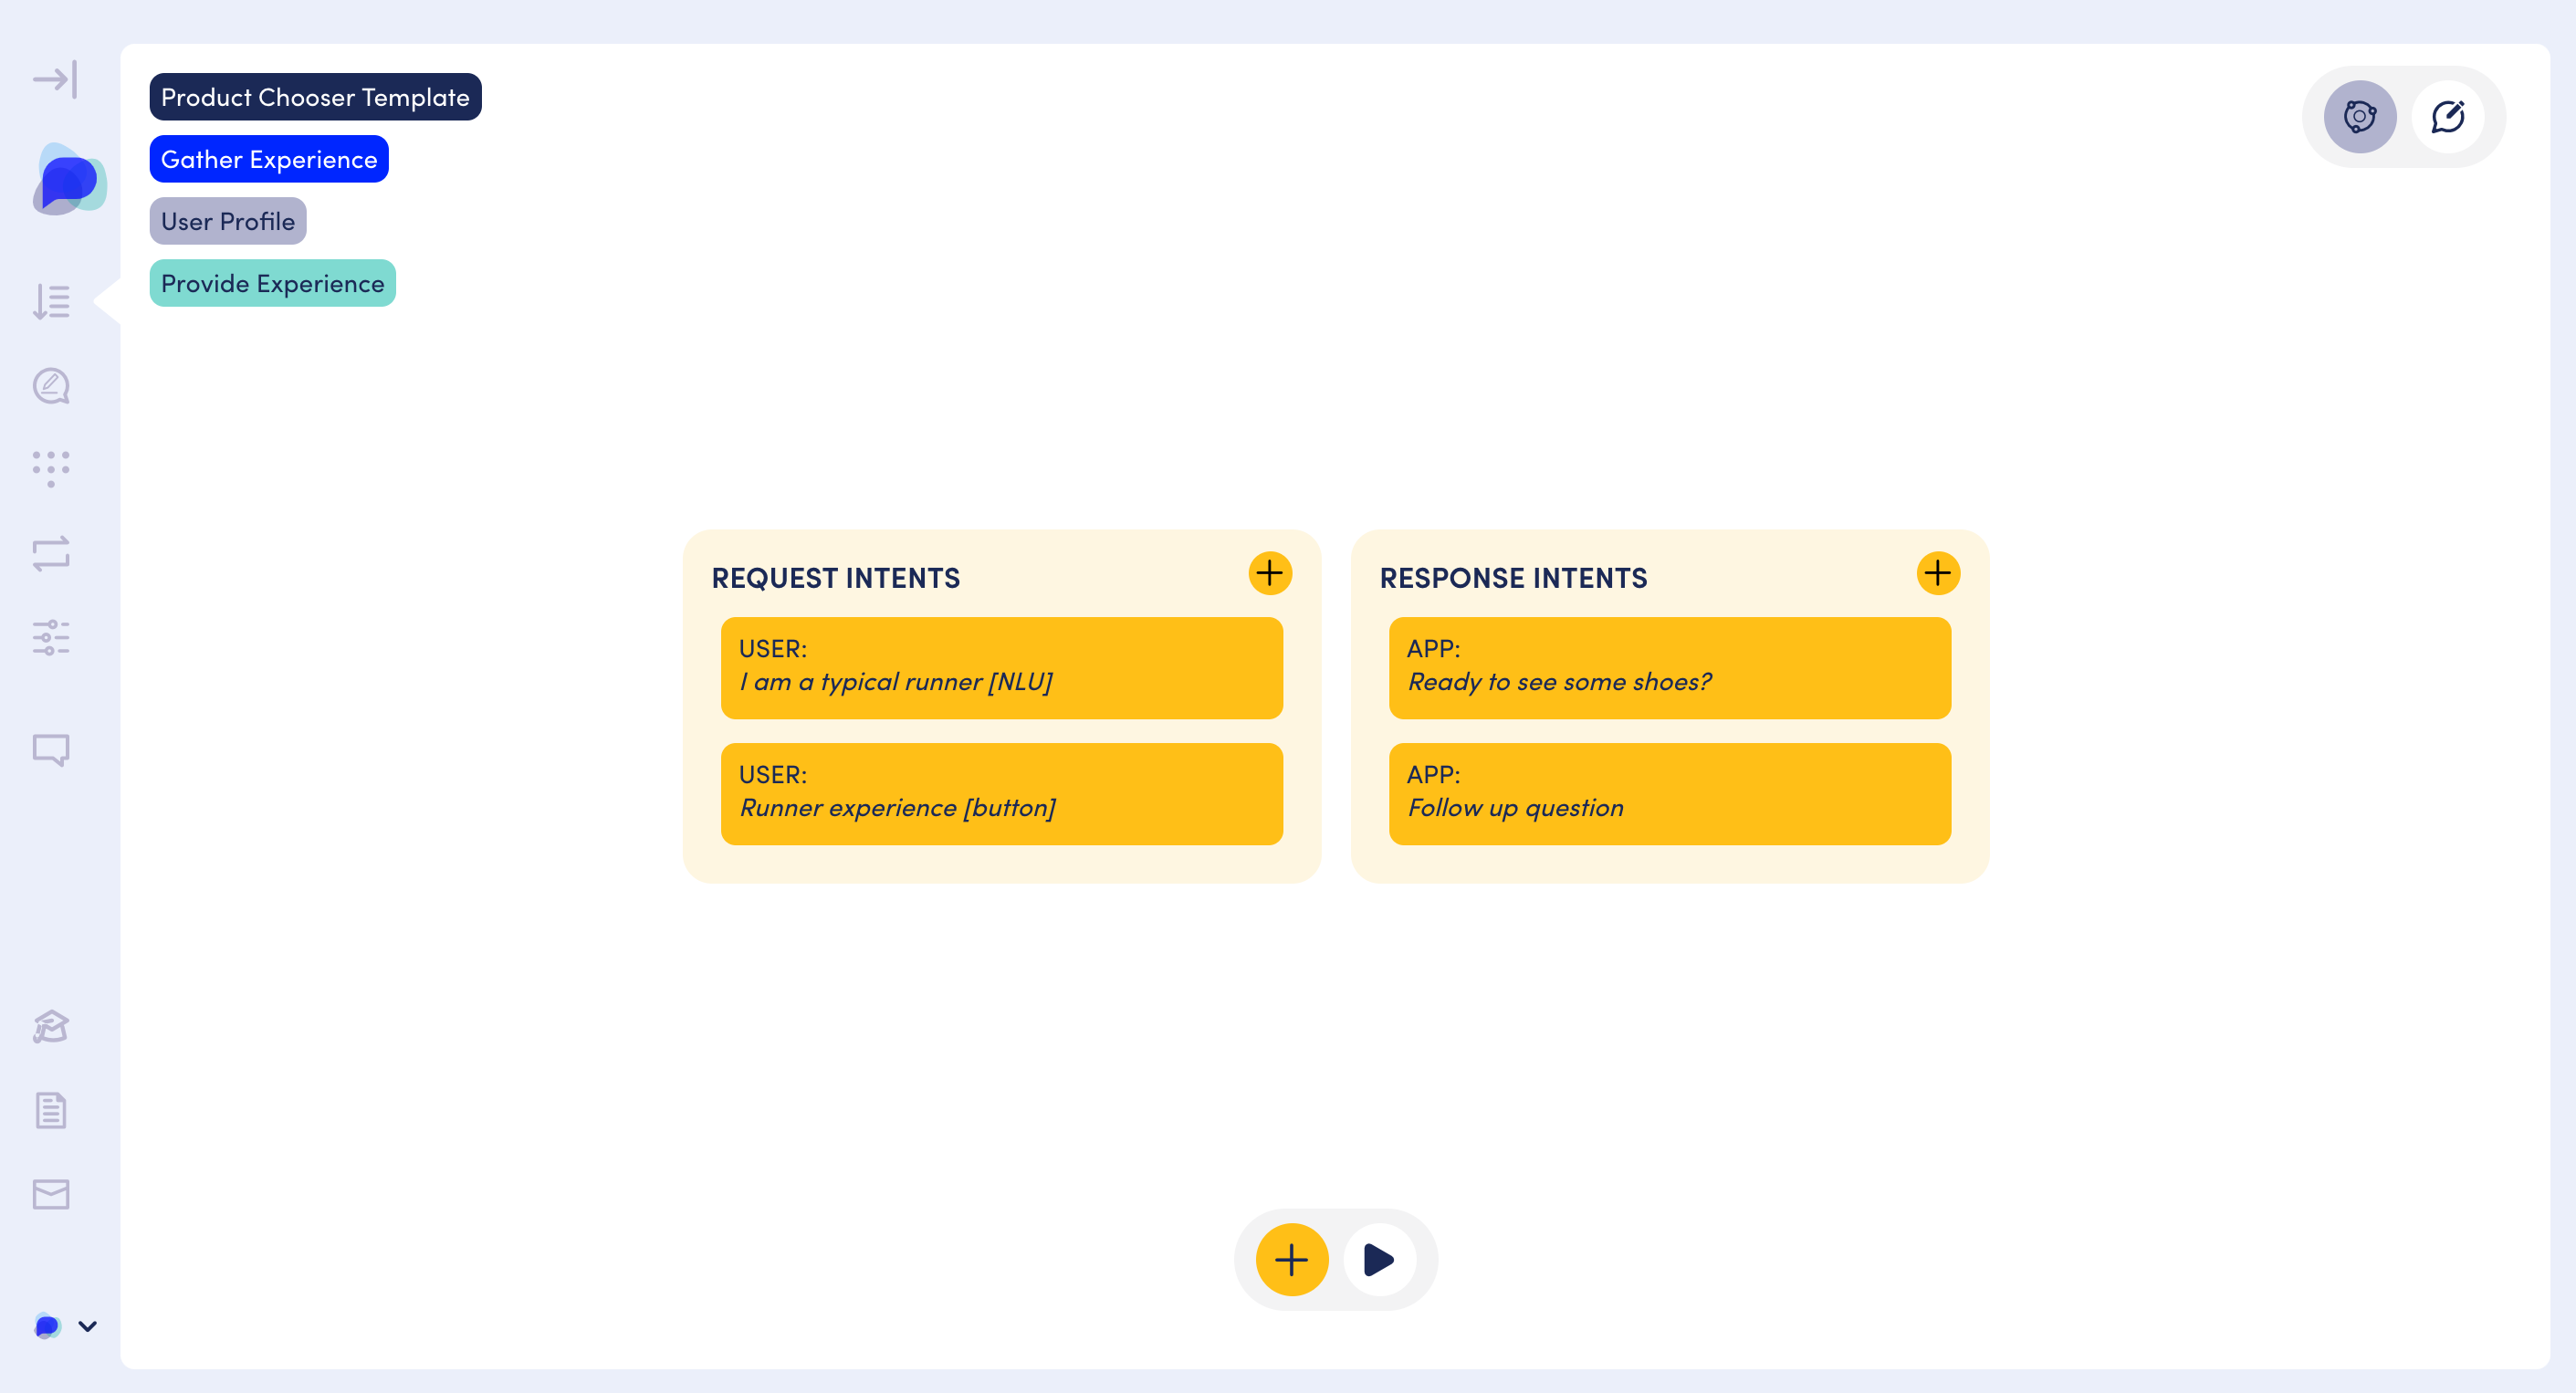 Product Chooser Template
Gather Experience
User Profile
Provide Experience
REQUEST INTENTS
USER:
I am a typical runner [NLU]
USER:
Runner experience [button]
RESPONSE INTENTS
APP:
Ready to see some shoes?
APP:
Follow up question